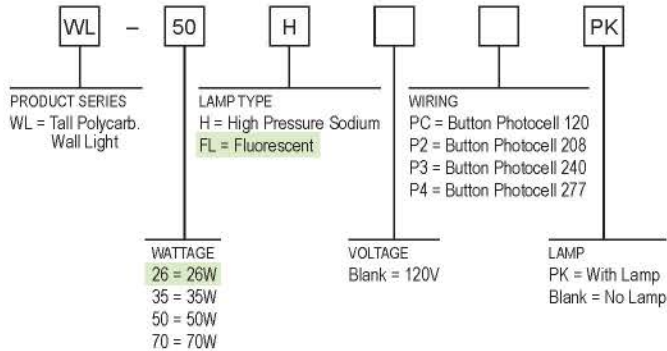 WL - 50 H PK
PRODUCT SERIES
WL = Tall Polycarb.
Wall Light
LAMP TYPE
H = High Pressure Sodium
FL = Fluorescent
WIRING
PC = Button Photocell 120
P2 = Button Photocell 208
P3 = Button Photocell 240
P4 = Button Photocell 277
WATTAGE
26 = 26W
35 = 35W
50 = 50W
70 = 70W
VOLTAGE
Blank = 120V
LAMP
PK = With Lamp
Blank = No Lamp